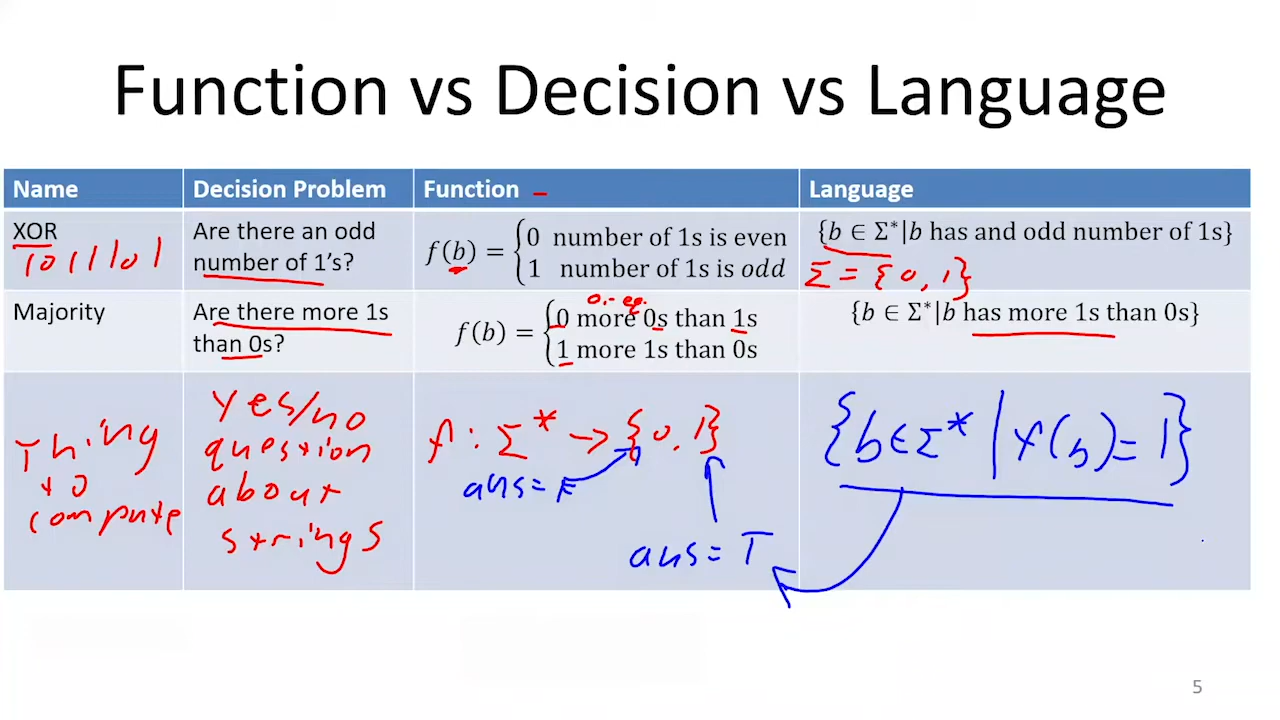 Function vs Decision vs Language
Name Decision Problem Function Language
XOR
1011101
Are there an odd
number of 1's?
f(b) = { 0 number of 1s is even
1 number of 1s is odd
{b ∈ Σ*|b has and odd number of 1s}
Σ = {0,1}
Majority
Are there more 1s
than 0s?
or eq.
f(b) = { 0 more 0s than 1s
1 more 1s than 0s
{b ∈ Σ*|b has more 1s than 0s}
Thing
to
compute
Yes/no
question
about
strings
f: Σ* → {0,1}
ans=F
ans= T
{b∈Σ* | f(b)=1}
5